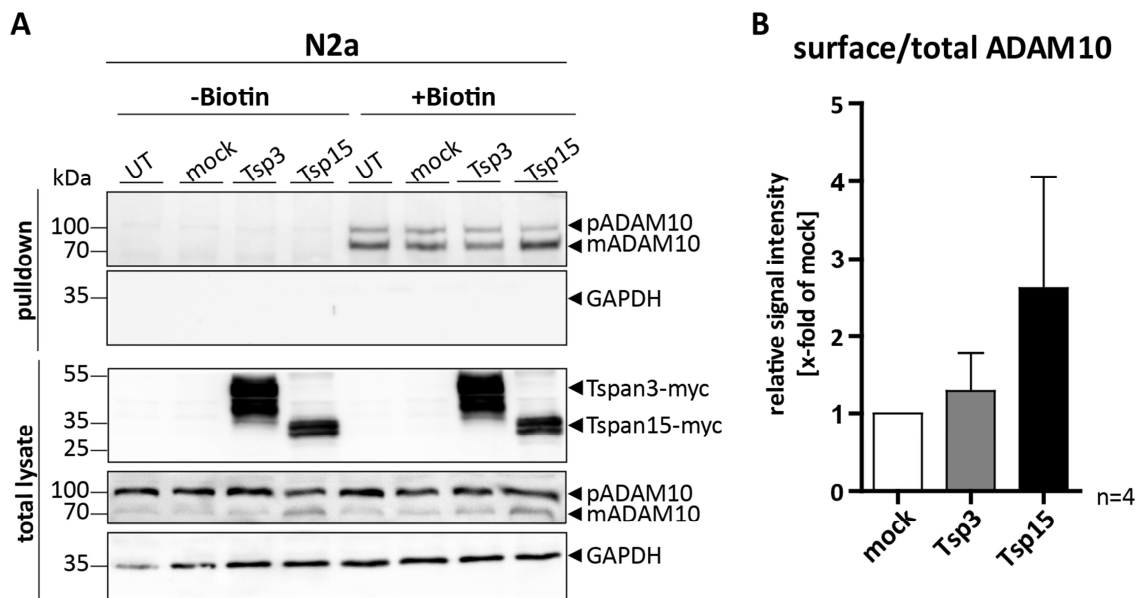 A
N2a
-Biotin +Biotin
UT mock Tsp3 Tsp15 UT mock Tsp3 Tsp15
kDa
pulldown
100 pADAM10
70 mADAM10
35 GAPDH
total lysate
55
Tspan3-myc
35 Tspan15-myc
25
100 pADAM10
70 mADAM10
35 GAPDH
B
surface/total ADAM10
relative signal intensity
[x-fold of mock]
5
4
3
2
1
0
mock Tsp3 Tsp15
n=4